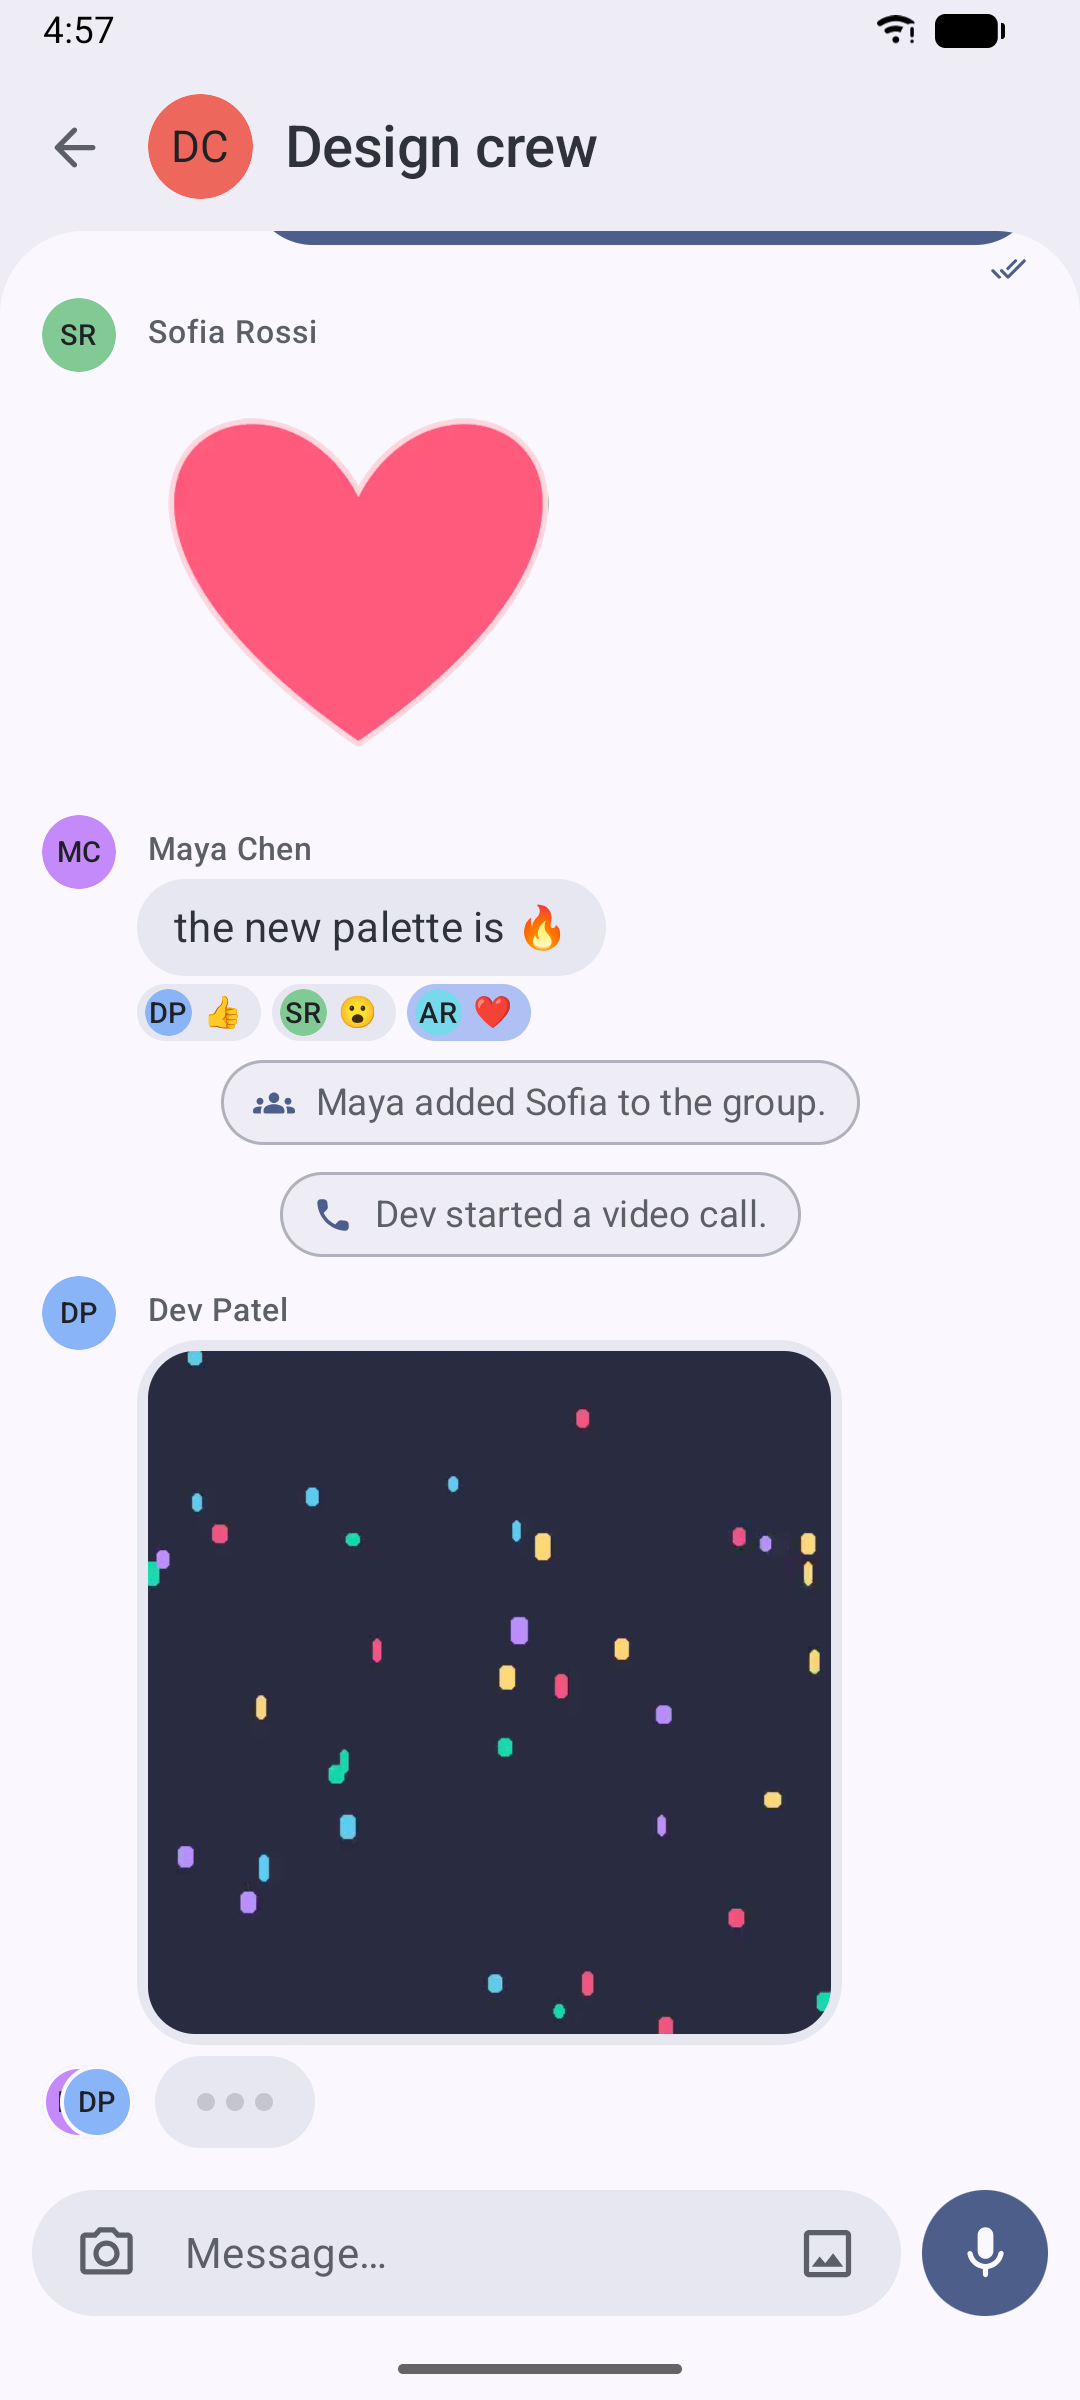 4:57
DC
Design crew
SR
Sofia Rossi
MC
Maya Chen
the new palette is 🔥
DP 👍 SR 😮 AR ❤️
Maya added Sofia to the group.
Dev started a video call.
DP
Dev Patel
DP
Message…